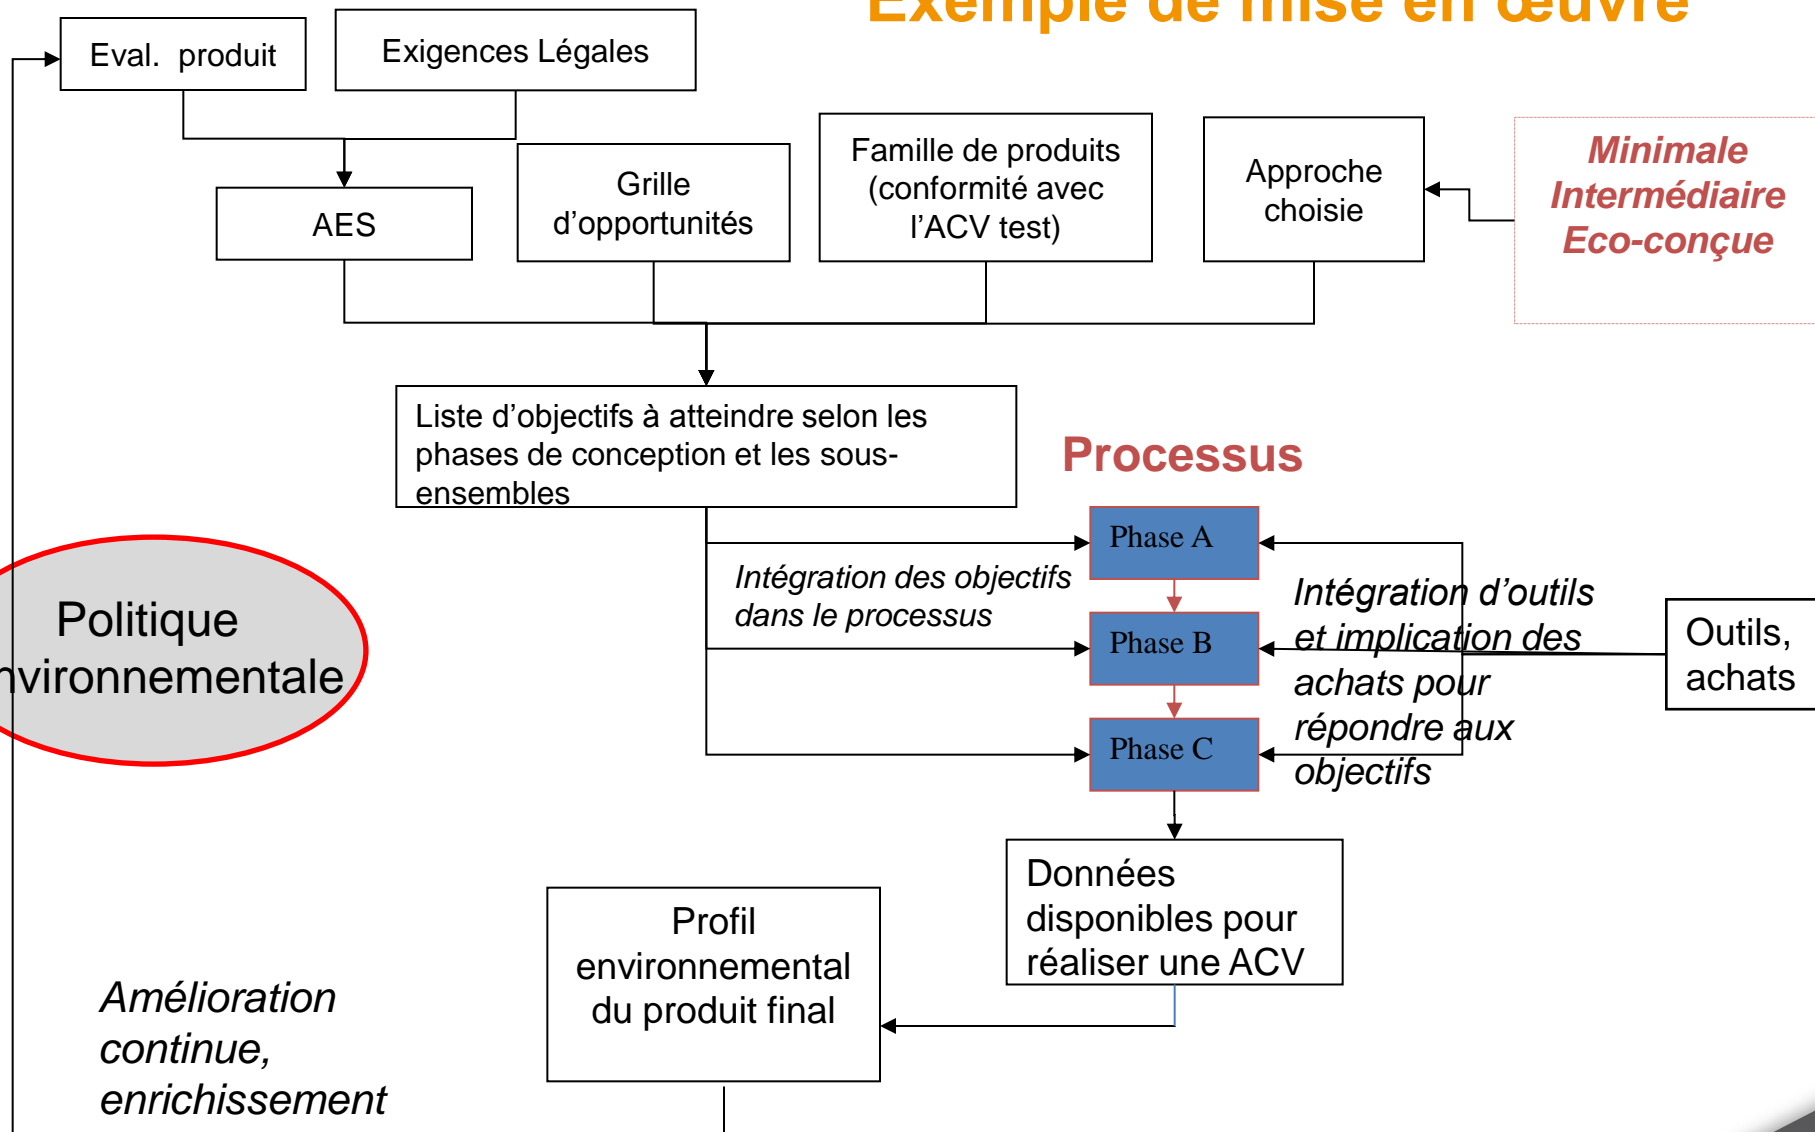 Exemple de mise en œuvre
Eval. produit
Exigences Légales
AES
Grille
d’opportunités
Famille de produits
(conformité avec
l’ACV test)
Approche
choisie
Minimale
Intermédiaire
Eco-conçue
Liste d’objectifs à atteindre selon les
phases de conception et les sous-
ensembles
Processus
Phase A
Phase B
Phase C
Intégration des objectifs
dans le processus
Intégration d’outils
et implication des
achats pour
répondre aux
objectifs
Outils,
achats
Politique
nvironnementale
Données
disponibles pour
réaliser une ACV
Profil
environnemental
du produit final
Amélioration
continue,
enrichissement